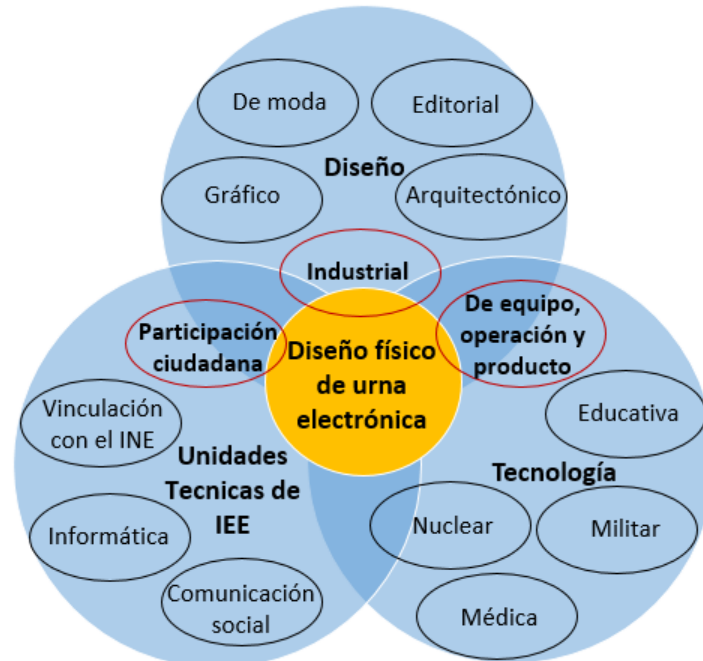 De moda
Editorial
Diseño
Gráfico
Arquitectónico
Industrial
De equipo,
operación y
producto
Participación
ciudadana
Diseño físico
de urna
electrónica
Vinculación
con el INE
Educativa
Unidades
Tecnicas de
IEE
Tecnología
Informática
Nuclear
Militar
Comunicación
social
Médica